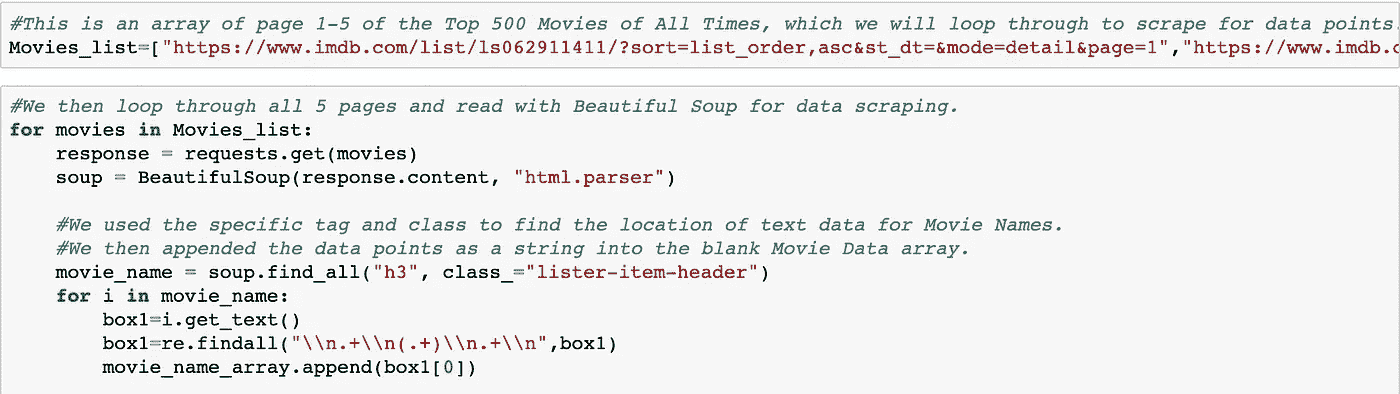 #This is an array of page 1-5 of the Top 500 Movies of All Times, which we will loop through to scrape for data points.
Movies_list=["https://www.imdb.com/list/ls062911411/?sort=list_order,asc&st_dt=&mode=detail&page=1","https://www.imdb.c
#We then loop through all 5 pages and read with Beautiful Soup for data scraping.
for movies in Movies_list:
    response = requests.get(movies)
    soup = BeautifulSoup(response.content, "html.parser")
    #We used the specific tag and class to find the location of text data for Movie Names.
    #We then appended the data points as a string into the blank Movie Data array.
    movie_name = soup.find_all("h3", class_="lister-item-header")
    for i in movie_name:
        box1=i.get_text()
        box1=re.findall("\\n.+\\n(.+)\\n.+\\n",box1)
        movie_name_array.append(box1[0])